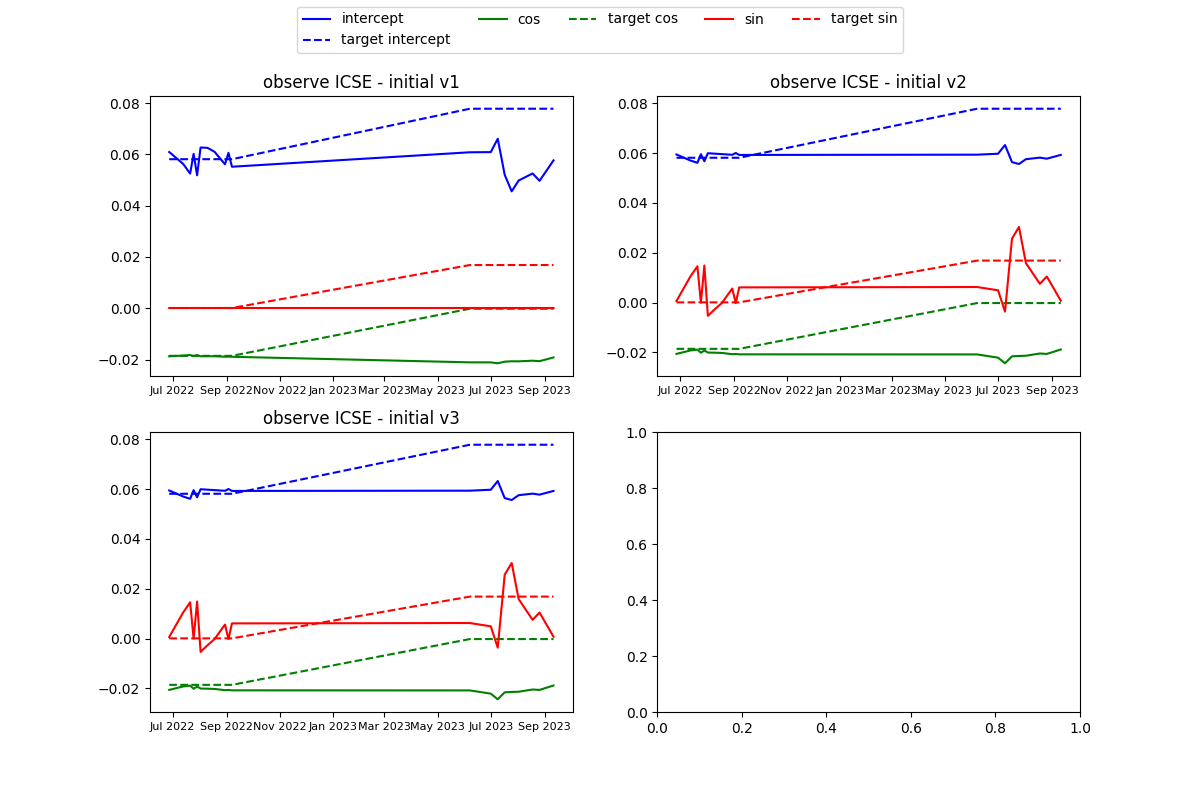 intercept
target intercept
cos
target cos
sin
target sin
observe ICSE - initial v1
0.08
0.06
0.04
0.02
0.00
−0.02
Jul 2022 Sep 2022 Nov 2022 Jan 2023 Mar 2023 May 2023 Jul 2023 Sep 2023
observe ICSE - initial v2
0.08
0.06
0.04
0.02
0.00
−0.02
Jul 2022 Sep 2022 Nov 2022 Jan 2023 Mar 2023 May 2023 Jul 2023 Sep 2023
observe ICSE - initial v3
0.08
0.06
0.04
0.02
0.00
−0.02
Jul 2022 Sep 2022 Nov 2022 Jan 2023 Mar 2023 May 2023 Jul 2023 Sep 2023
1.0
0.8
0.6
0.4
0.2
0.0
0.0 0.2 0.4 0.6 0.8 1.0